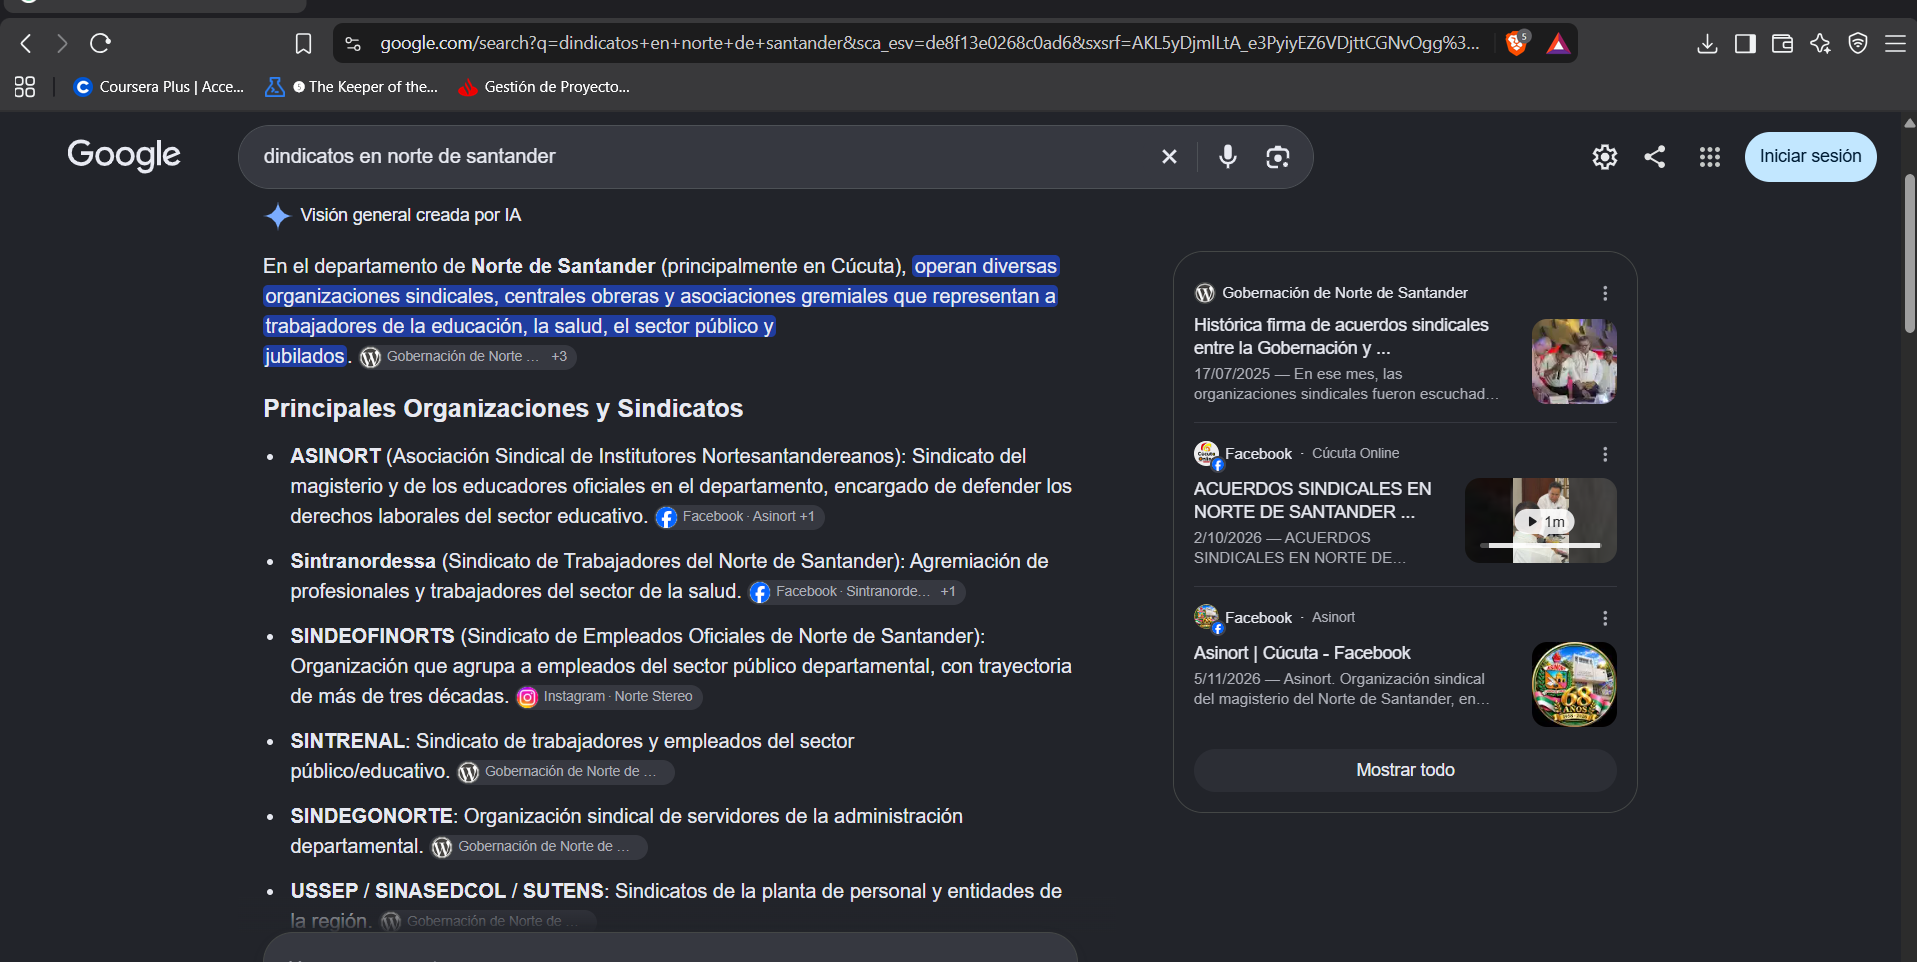 google.com/search?q=dindicatos+en+norte+de+santander&sca_esv=de8f13e0268c0ad6&sxsrf=AKL5yDjmlLtA_e3PyiyEZ6VDjttCGNvOgg%3...
5
Coursera Plus | Acce...
The Keeper of the...
Gestión de Proyecto...
Google
dindicatos en norte de santander
Iniciar sesión
Visión general creada por IA
En el departamento de Norte de Santander (principalmente en Cúcuta), operan diversas
organizaciones sindicales, centrales obreras y asociaciones gremiales que representan a
trabajadores de la educación, la salud, el sector público y
jubilados. Gobernación de Norte ... +3
Principales Organizaciones y Sindicatos
• ASINORT (Asociación Sindical de Institutores Nortesantandereanos): Sindicato del
magisterio y de los educadores oficiales en el departamento, encargado de defender los
derechos laborales del sector educativo. Facebook · Asinort +1
• Sintranordessa (Sindicato de Trabajadores del Norte de Santander): Agremiación de
profesionales y trabajadores del sector de la salud. Facebook · Sintranorde... +1
• SINDEOFINORTS (Sindicato de Empleados Oficiales de Norte de Santander):
Organización que agrupa a empleados del sector público departamental, con trayectoria
de más de tres décadas. Instagram · Norte Stereo
• SINTRENAL: Sindicato de trabajadores y empleados del sector
público/educativo. Gobernación de Norte de ...
• SINDEGONORTE: Organización sindical de servidores de la administración
departamental. Gobernación de Norte de ...
• USSEP / SINASEDCOL / SUTENS: Sindicatos de la planta de personal y entidades de
la región. Gobernación de Norte de ...
Gobernación de Norte de Santander
Histórica firma de acuerdos sindicales
entre la Gobernación y ...
17/07/2025 — En ese mes, las
organizaciones sindicales fueron escuchad...
Facebook · Cúcuta Online
ACUERDOS SINDICALES EN
NORTE DE SANTANDER ...
2/10/2026 — ACUERDOS
SINDICALES EN NORTE DE...
1m
Facebook · Asinort
Asinort | Cúcuta - Facebook
5/11/2026 — Asinort. Organización sindical
del magisterio del Norte de Santander, en...
68
AÑOS
Mostrar todo